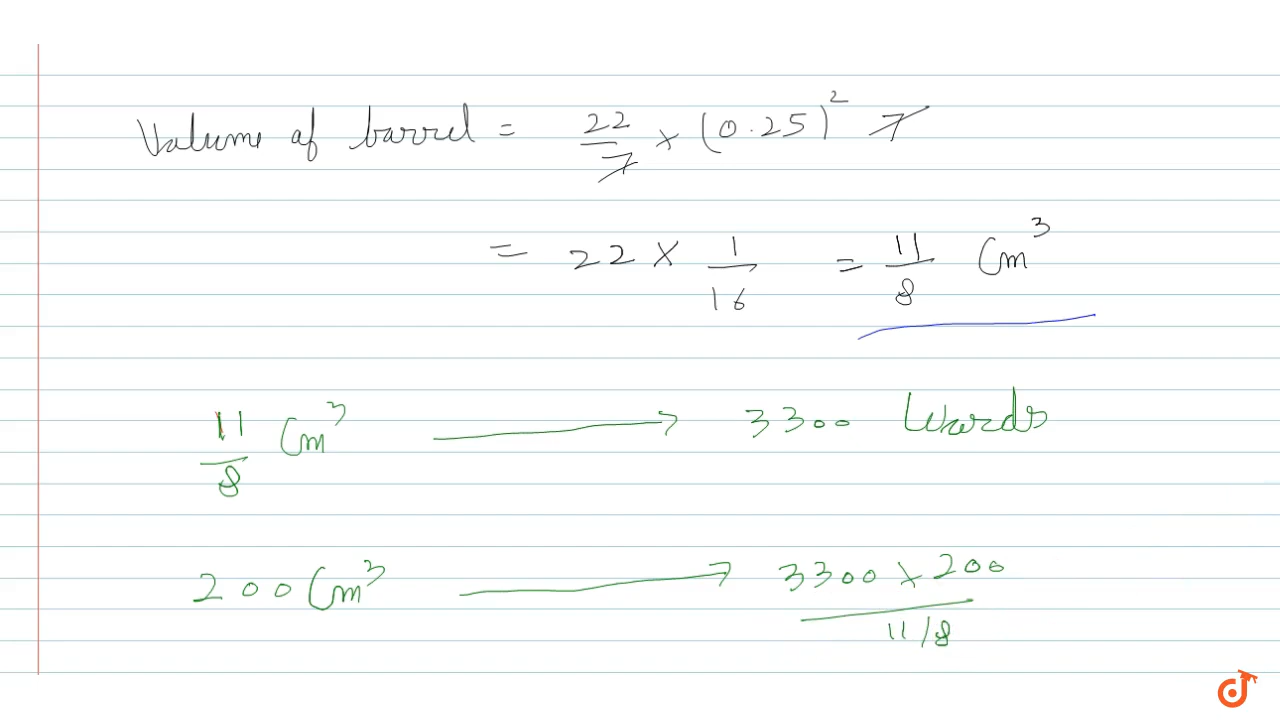 Volume of barrel = 22/7 × (0.25)² 7
= 22 × 1/16 = 11/8 Cm³
11/8 Cm³ → 3300 Words
200 Cm³ → 3300 × 200 / 11/8